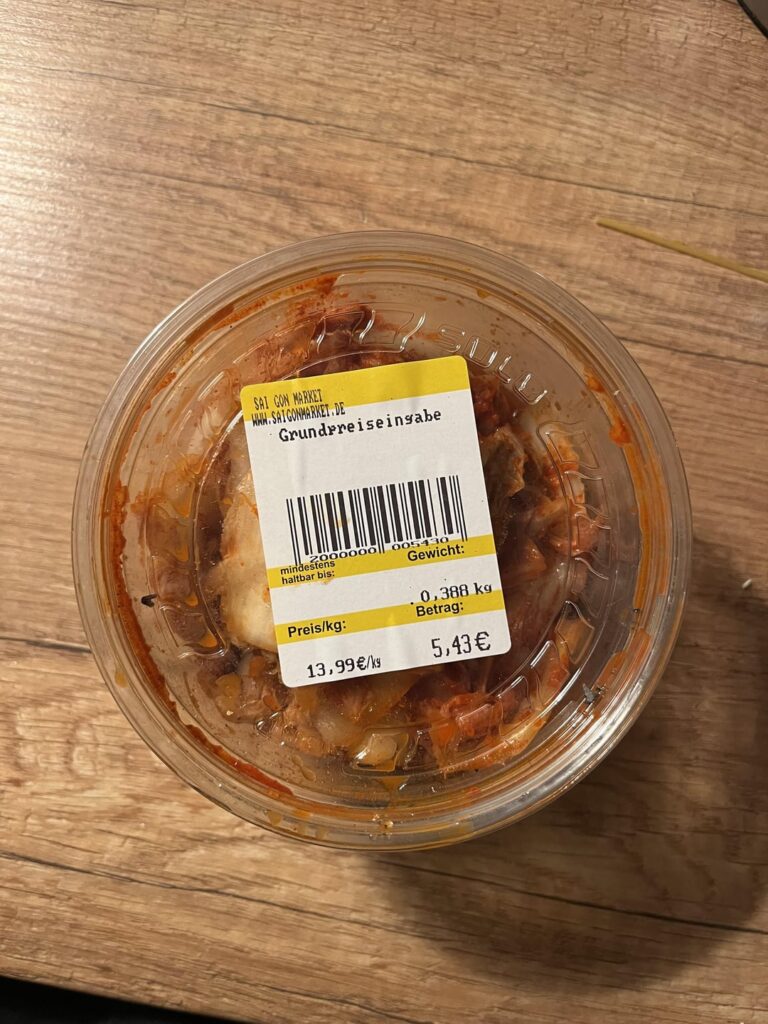 SULU
SAI GON MARKET
WWW.SAIGONMARKET.DE
Grundpreiseingabe
2000000 005430
mindestens
haltbar bis:
Gewicht:
0,388 kg
Preis/kg:
Betrag:
13,99€/kg
5,43€